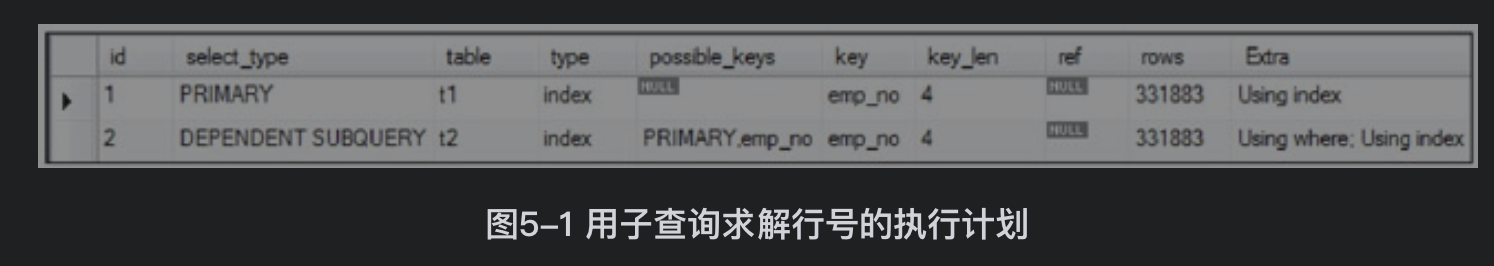 id select_type table type possible_keys key key_len ref rows Extra
1 PRIMARY t1 index NULL emp_no 4 NULL 331883 Using index
2 DEPENDENT SUBQUERY t2 index PRIMARY,emp_no emp_no 4 NULL 331883 Using where; Using index
图5-1 用子查询求解行号的执行计划